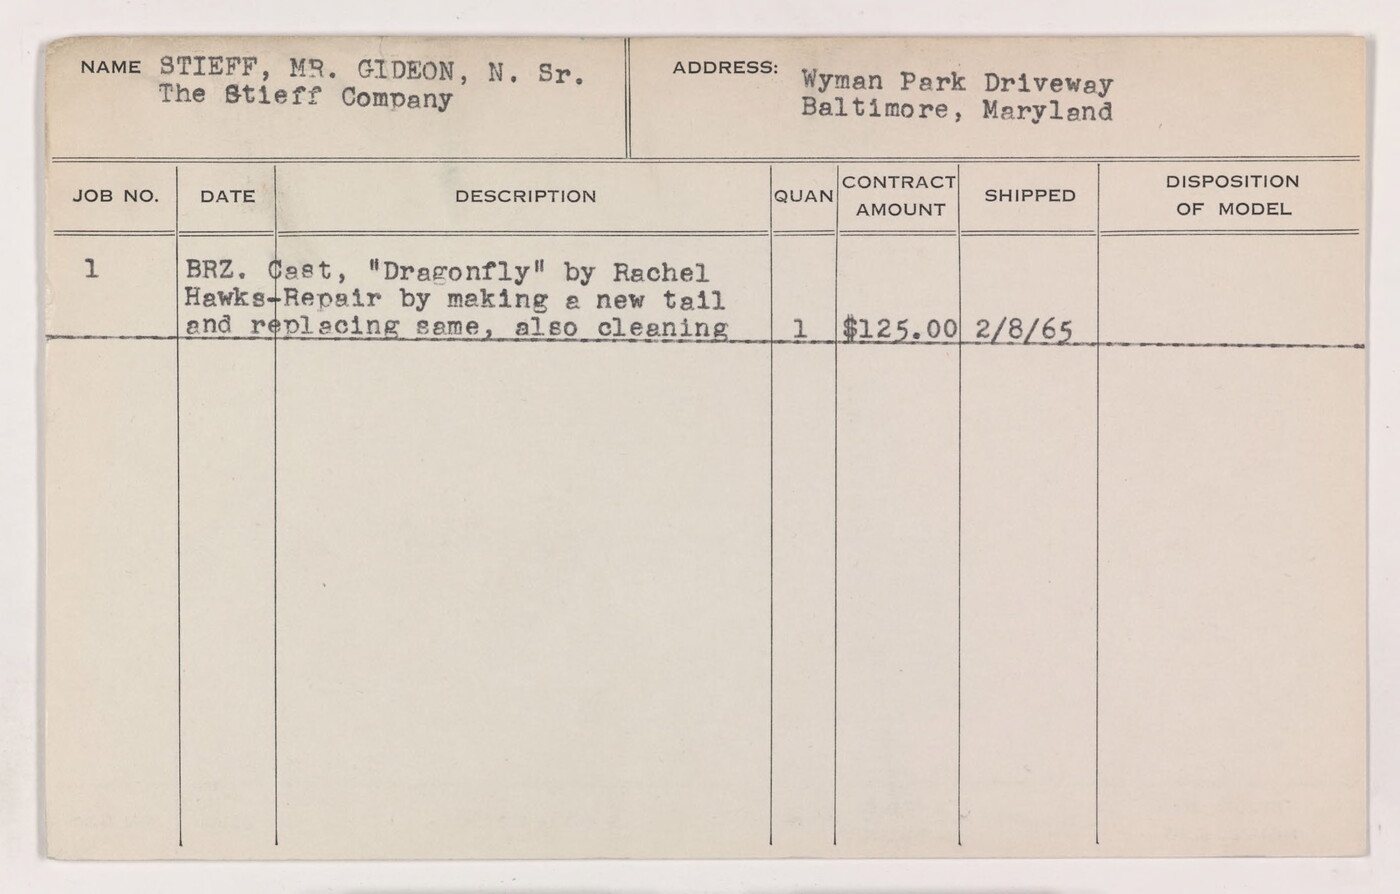 NAME STIEFF, MR. GIDEON, N. Sr.
The Stieff Company
ADDRESS: Wyman Park Driveway
Baltimore, Maryland
JOB NO. DATE DESCRIPTION QUAN CONTRACT AMOUNT SHIPPED DISPOSITION OF MODEL
1 BRZ. Cast, "Dragonfly" by Rachel
Hawks-Repair by making a new tail
and replacing same, also cleaning 1 $125.00 2/8/65